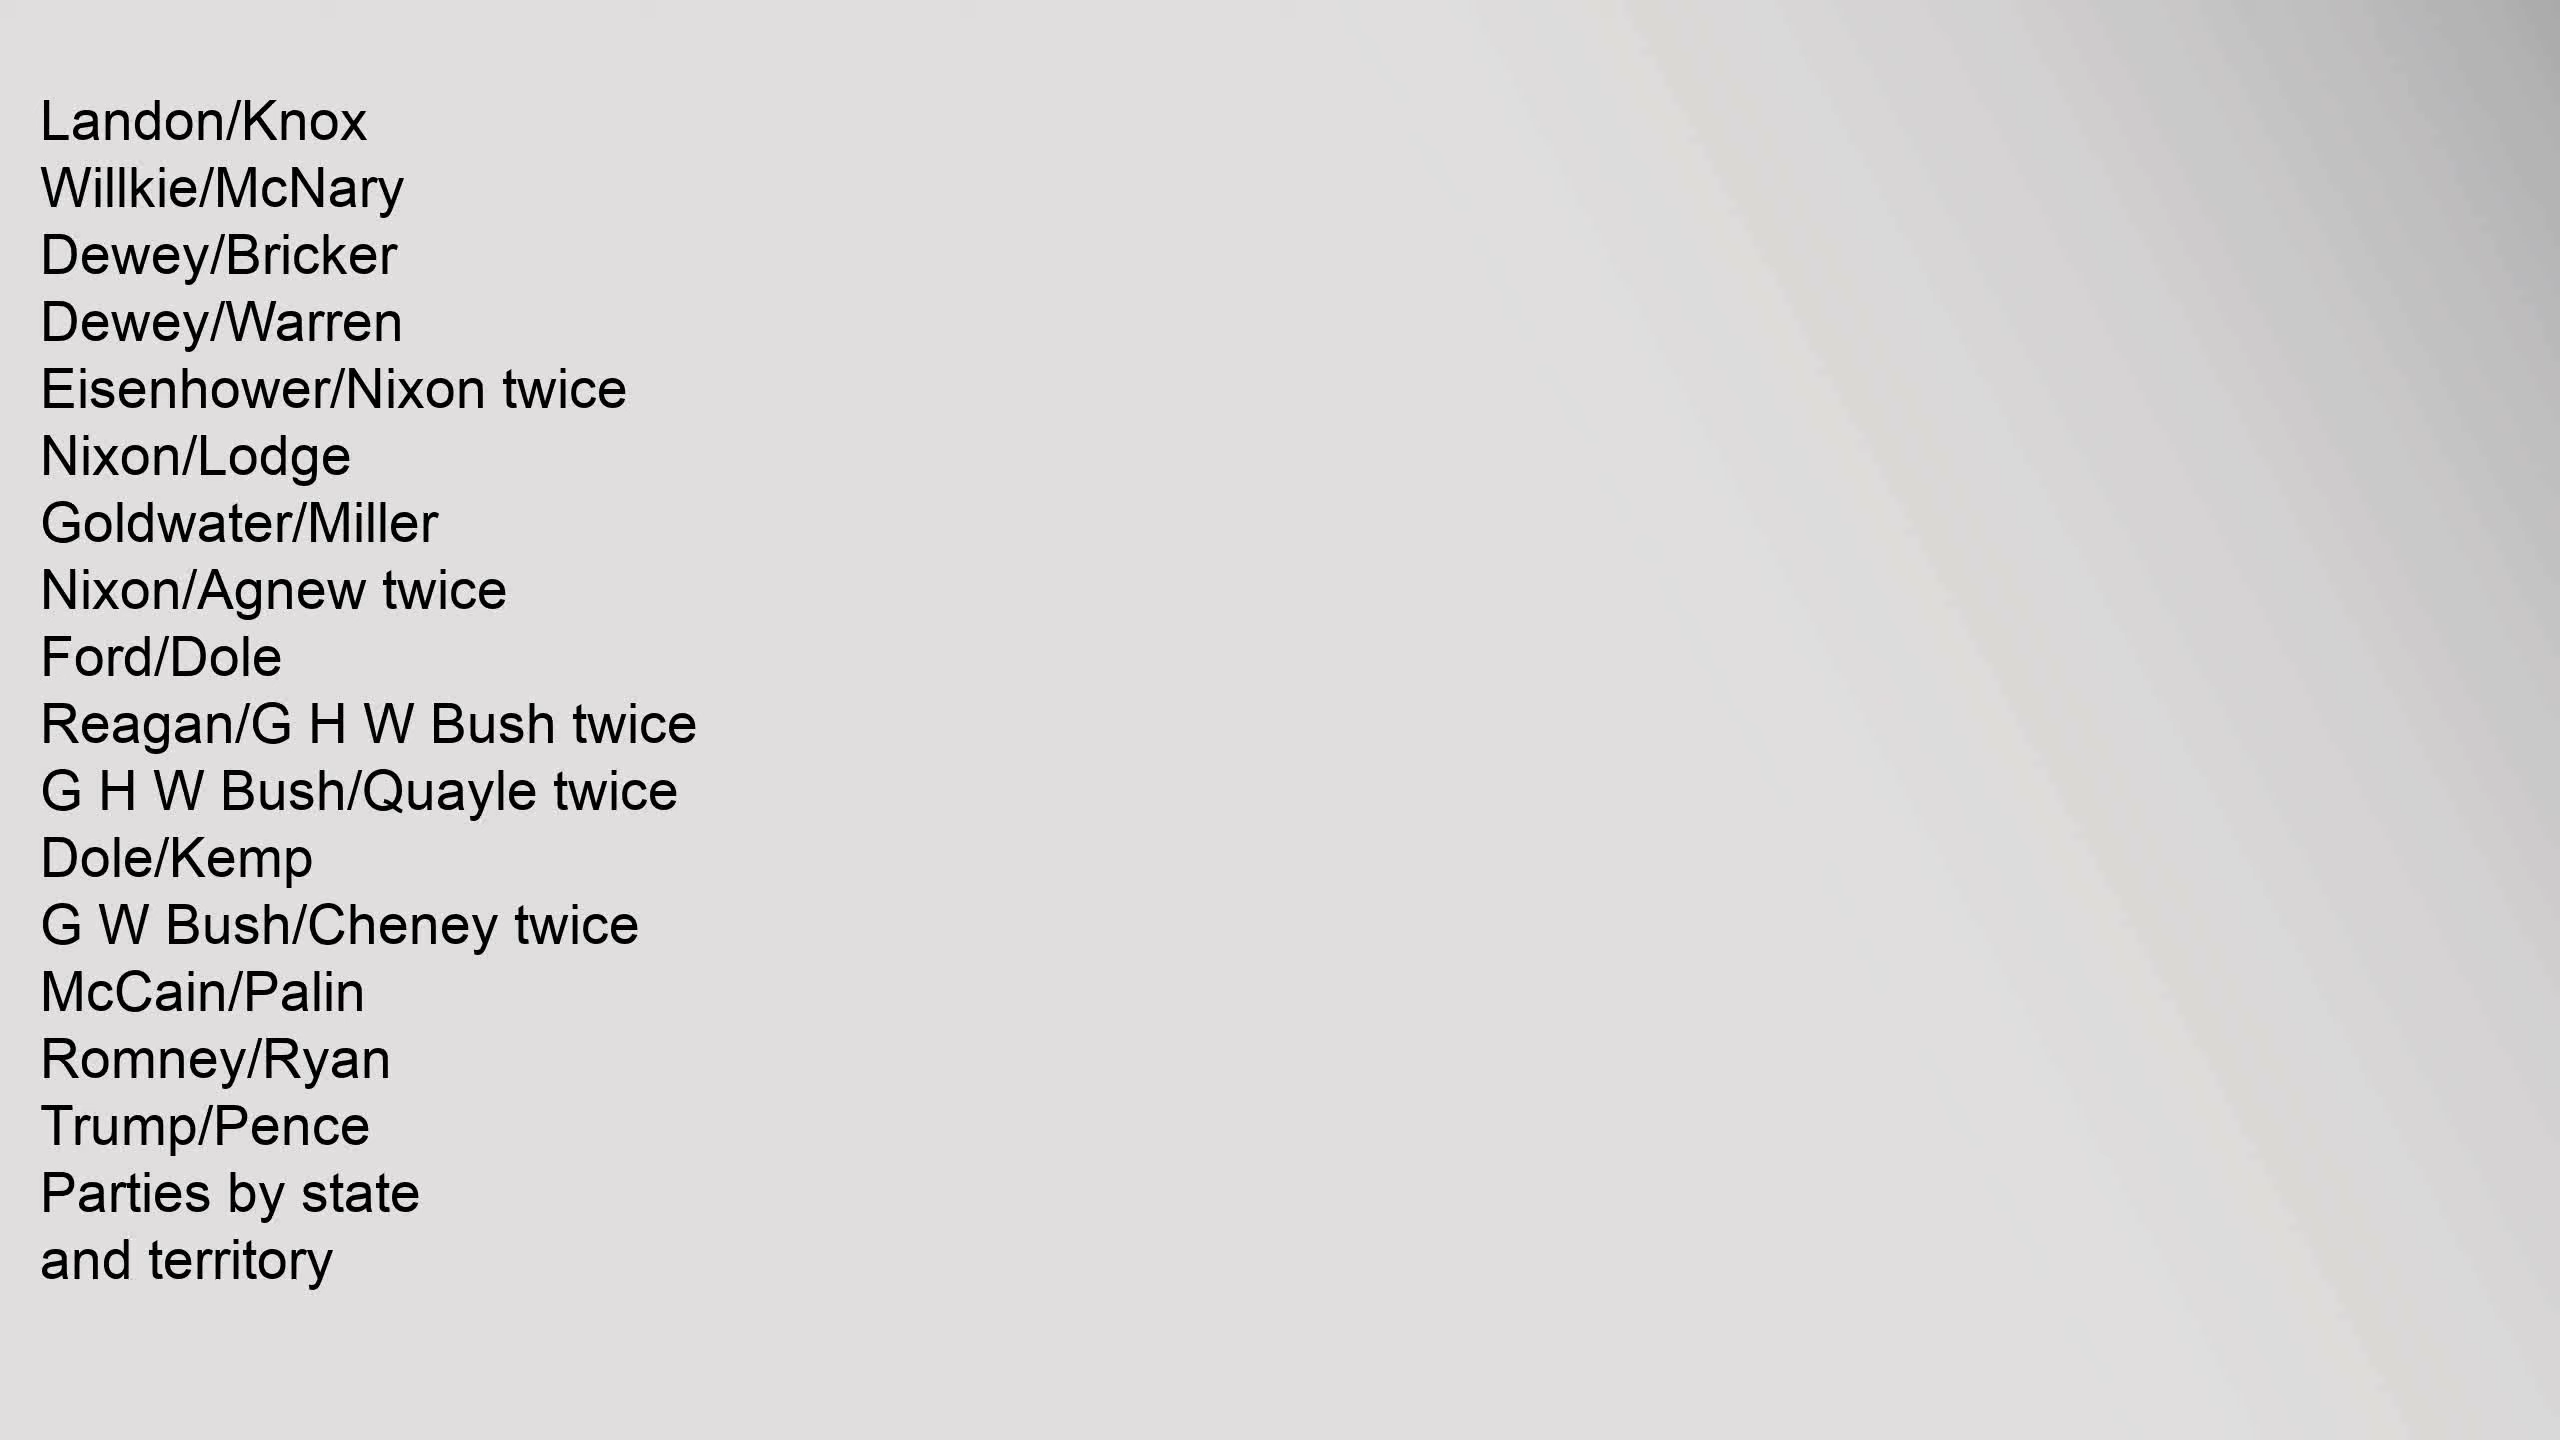 Landon/Knox
Willkie/McNary
Dewey/Bricker
Dewey/Warren
Eisenhower/Nixon twice
Nixon/Lodge
Goldwater/Miller
Nixon/Agnew twice
Ford/Dole
Reagan/G H W Bush twice
G H W Bush/Quayle twice
Dole/Kemp
G W Bush/Cheney twice
McCain/Palin
Romney/Ryan
Trump/Pence
Parties by state
and territory